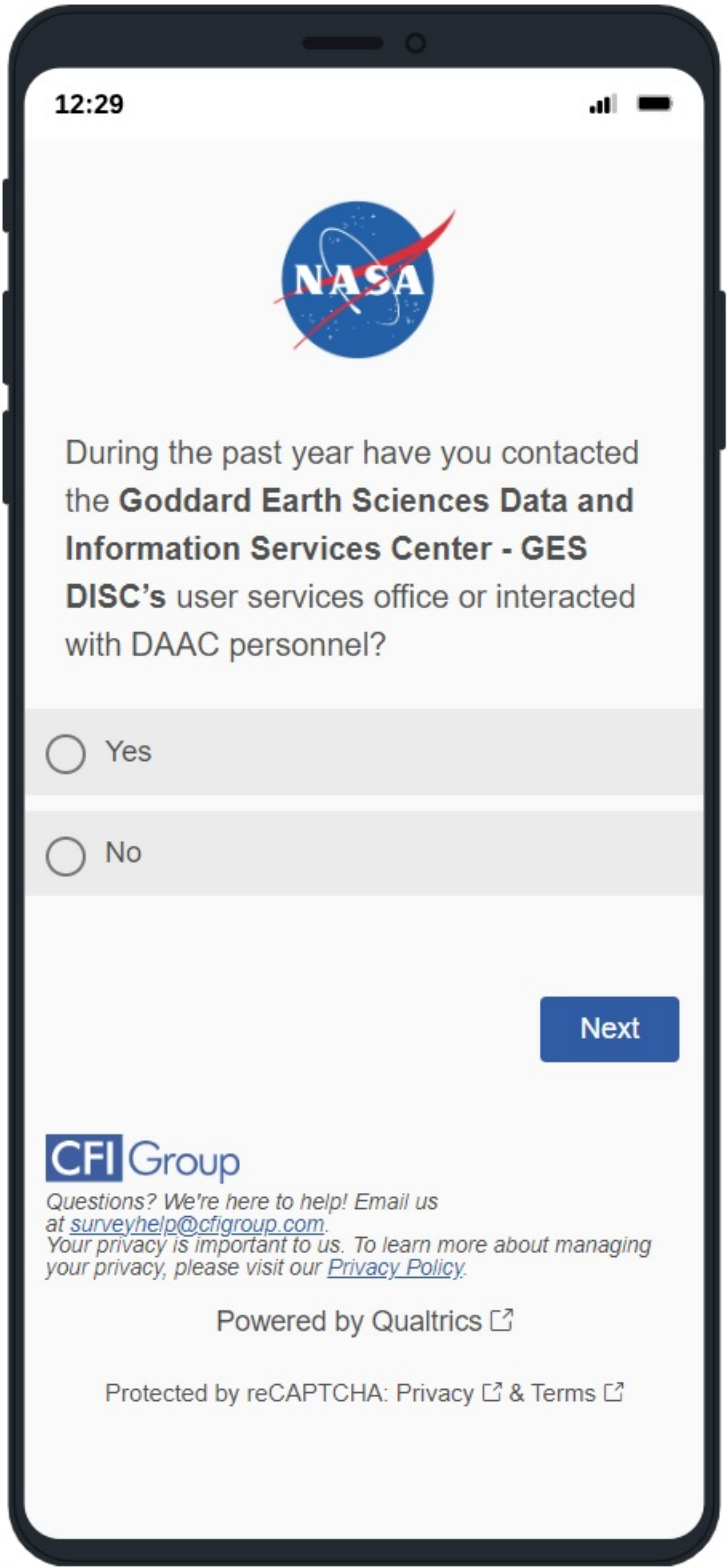 12:29
NASA
During the past year have you contacted
the Goddard Earth Sciences Data and
Information Services Center - GES
DISC’s user services office or interacted
with DAAC personnel?
Yes
No
Next
CFI Group
Questions? We're here to help! Email us
at surveyhelp@cfigroup.com.
Your privacy is important to us. To learn more about managing
your privacy, please visit our Privacy Policy.
Powered by Qualtrics
Protected by reCAPTCHA: Privacy & Terms